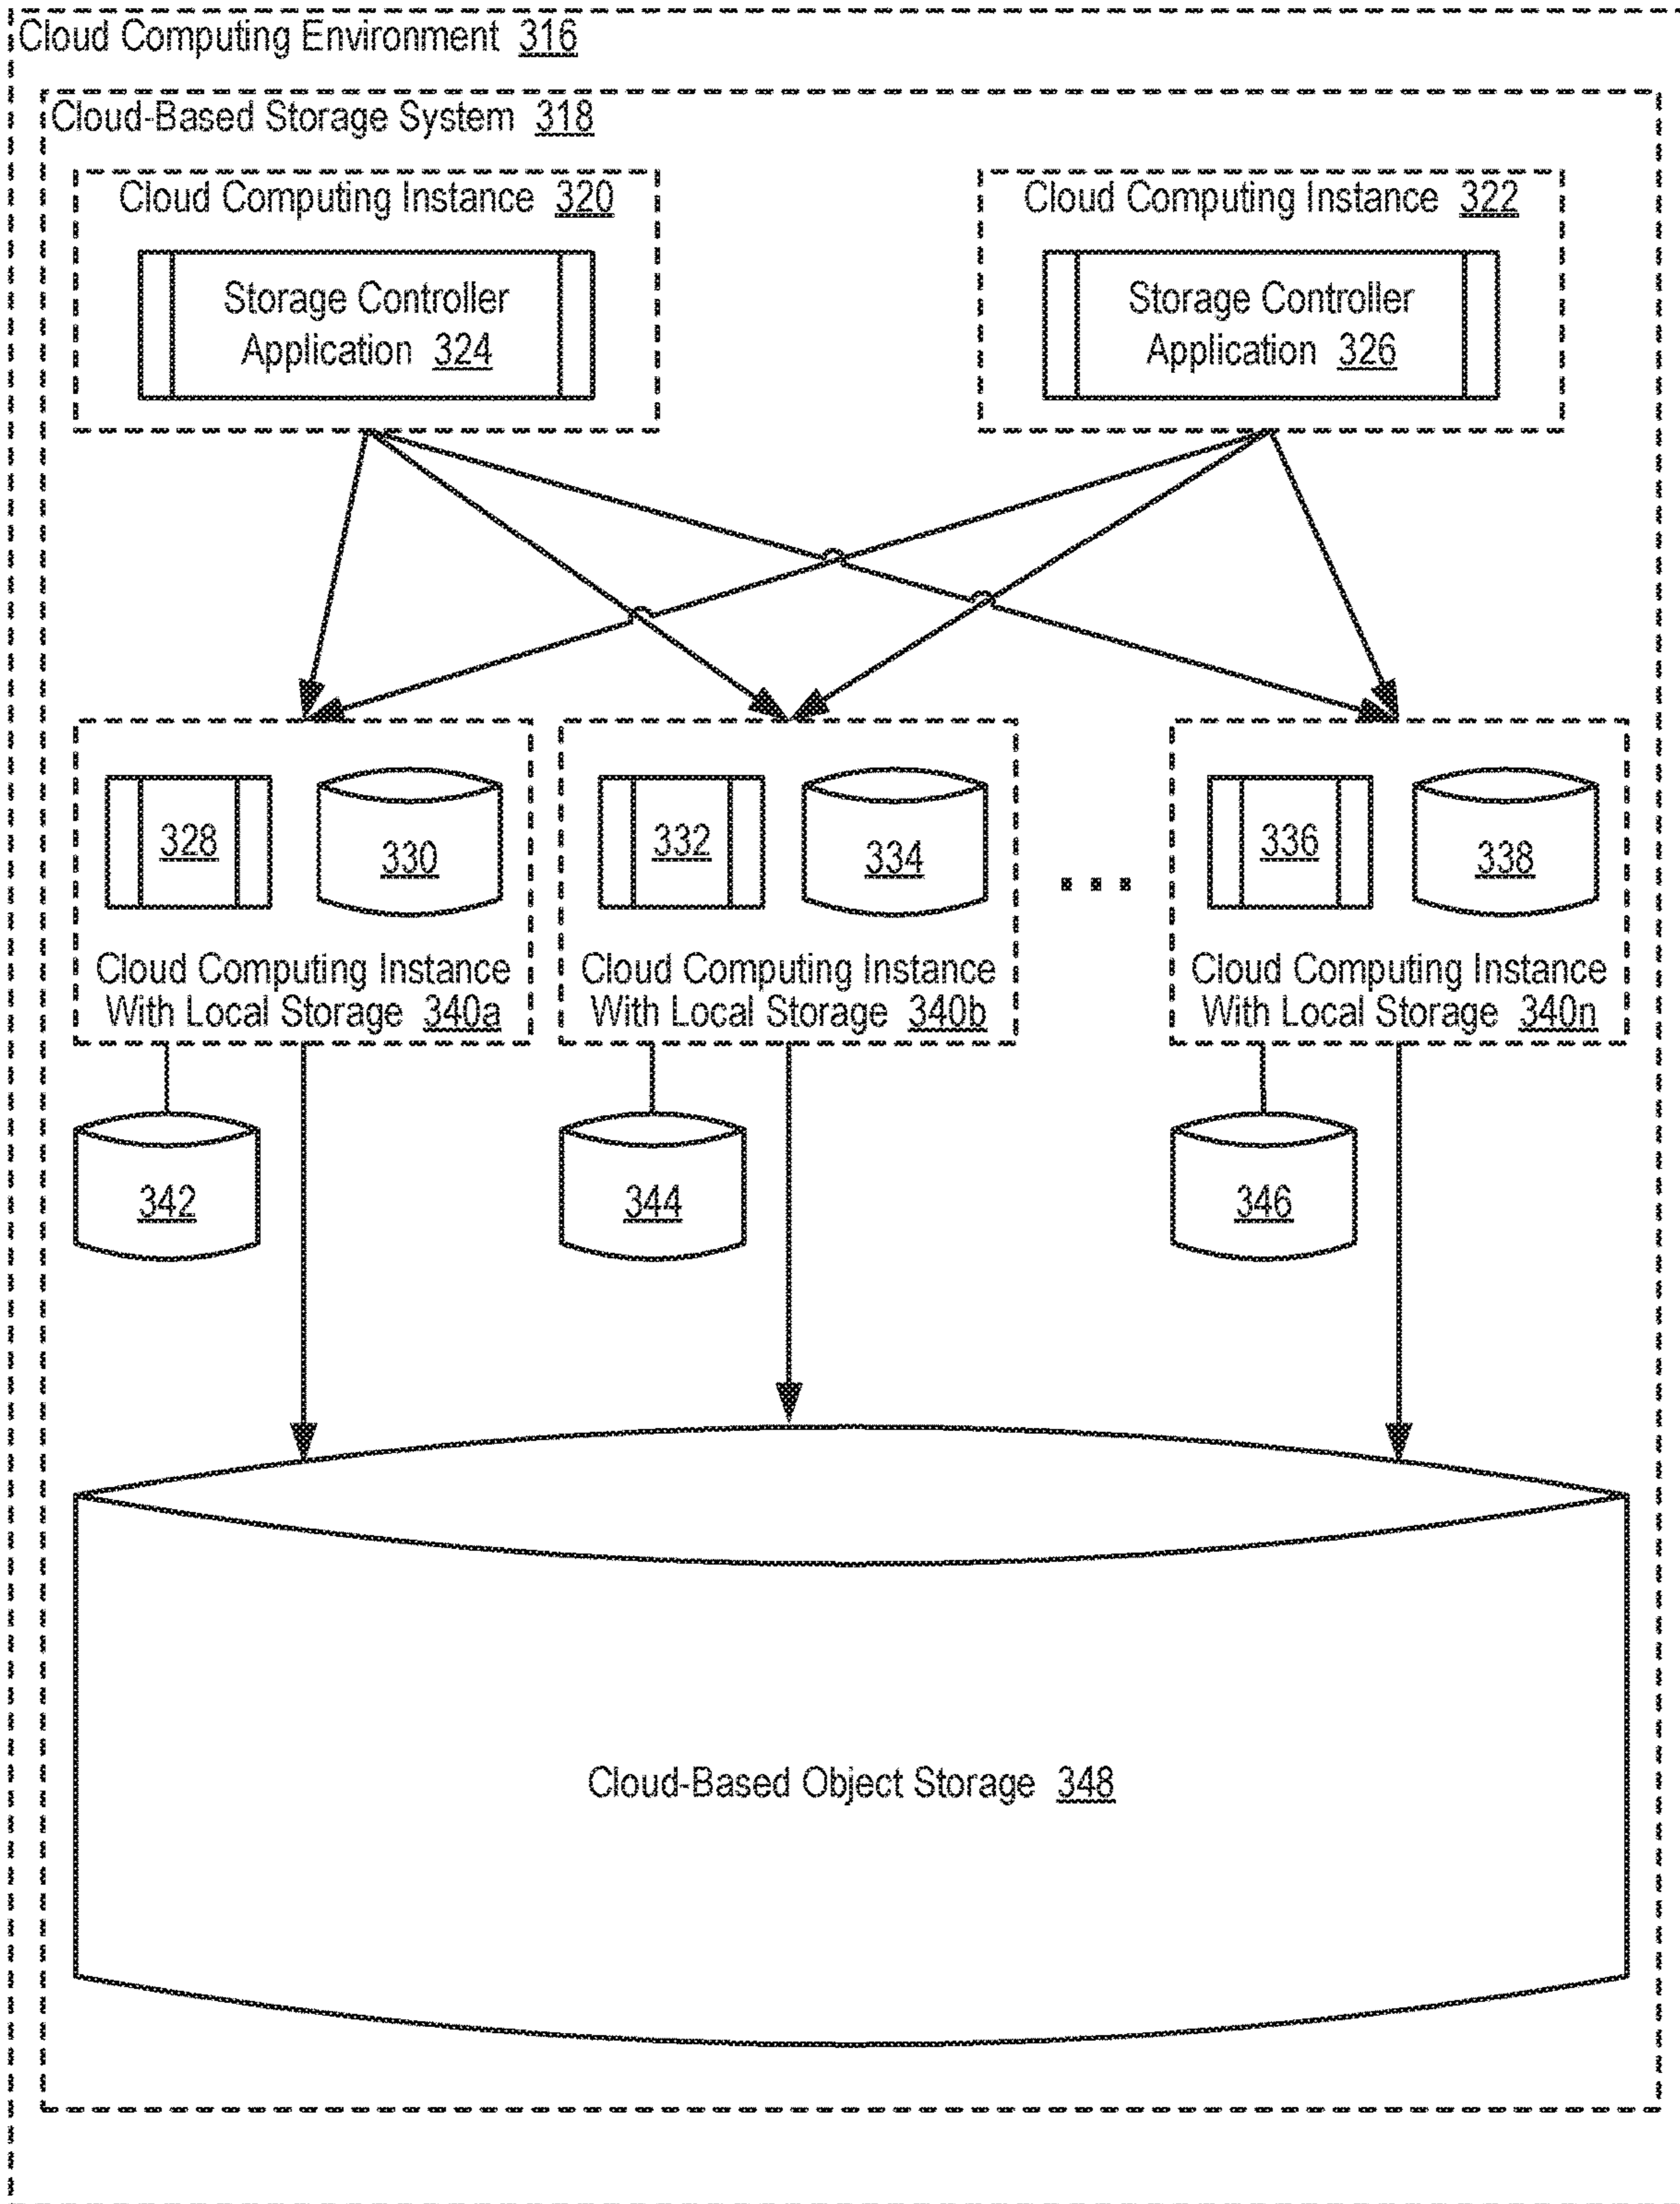 Cloud Computing Environment 316
Cloud-Based Storage System 318
Cloud Computing Instance 320
Storage Controller
Application 324
Cloud Computing Instance 322
Storage Controller
Application 326
328
330
Cloud Computing Instance
With Local Storage 340a
332
334
Cloud Computing Instance
With Local Storage 340b
...
336
338
Cloud Computing Instance
With Local Storage 340n
342
344
346
Cloud-Based Object Storage 348